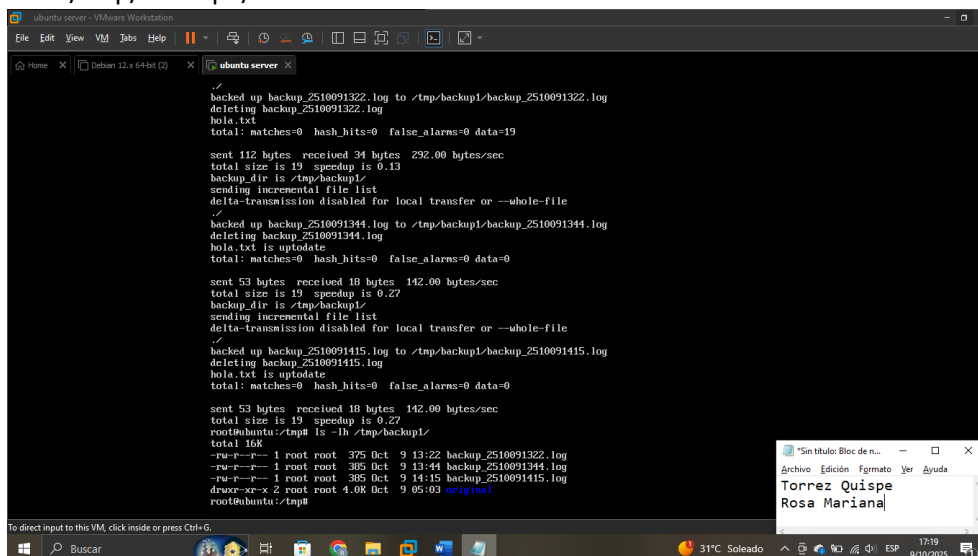 ubuntu server - VMware Workstation
File Edit View VM Tabs Help
Home Debian 12.x 64-bit (2) ubuntu server
./
backed up backup_2510091322.log to /tmp/backup1/backup_2510091322.log
deleting backup_2510091322.log
hola.txt
total: matches=0 hash_hits=0 false_alarms=0 data=19
sent 112 bytes received 34 bytes 292.00 bytes/sec
total size is 19 speedup is 0.13
backup_dir is /tmp/backup1/
sending incremental file list
delta-transmission disabled for local transfer or --whole-file
./
backed up backup_2510091344.log to /tmp/backup1/backup_2510091344.log
deleting backup_2510091344.log
hola.txt is uptodate
total: matches=0 hash_hits=0 false_alarms=0 data=0
sent 53 bytes received 18 bytes 142.00 bytes/sec
total size is 19 speedup is 0.27
backup_dir is /tmp/backup1/
sending incremental file list
delta-transmission disabled for local transfer or --whole-file
./
backed up backup_2510091415.log to /tmp/backup1/backup_2510091415.log
deleting backup_2510091415.log
hola.txt is uptodate
total: matches=0 hash_hits=0 false_alarms=0 data=0
sent 53 bytes received 18 bytes 142.00 bytes/sec
total size is 19 speedup is 0.27
root@ubuntu:/tmp# ls -lh /tmp/backup1/
total 16K
-rw-r--r-- 1 root root 375 Oct 9 13:22 backup_2510091322.log
-rw-r--r-- 1 root root 385 Oct 9 13:44 backup_2510091344.log
-rw-r--r-- 1 root root 385 Oct 9 14:15 backup_2510091415.log
drwxr-xr-x 2 root root 4.0K Oct 9 05:03 original
root@ubuntu:/tmp#
*Sin título: Bloc de n...
Archivo Edición Formato Ver Ayuda
Torrez Quispe
Rosa Mariana
To direct input to this VM, click inside or press Ctrl+G.
Buscar
31°C Soleado
ESP
17:19
9/10/2025